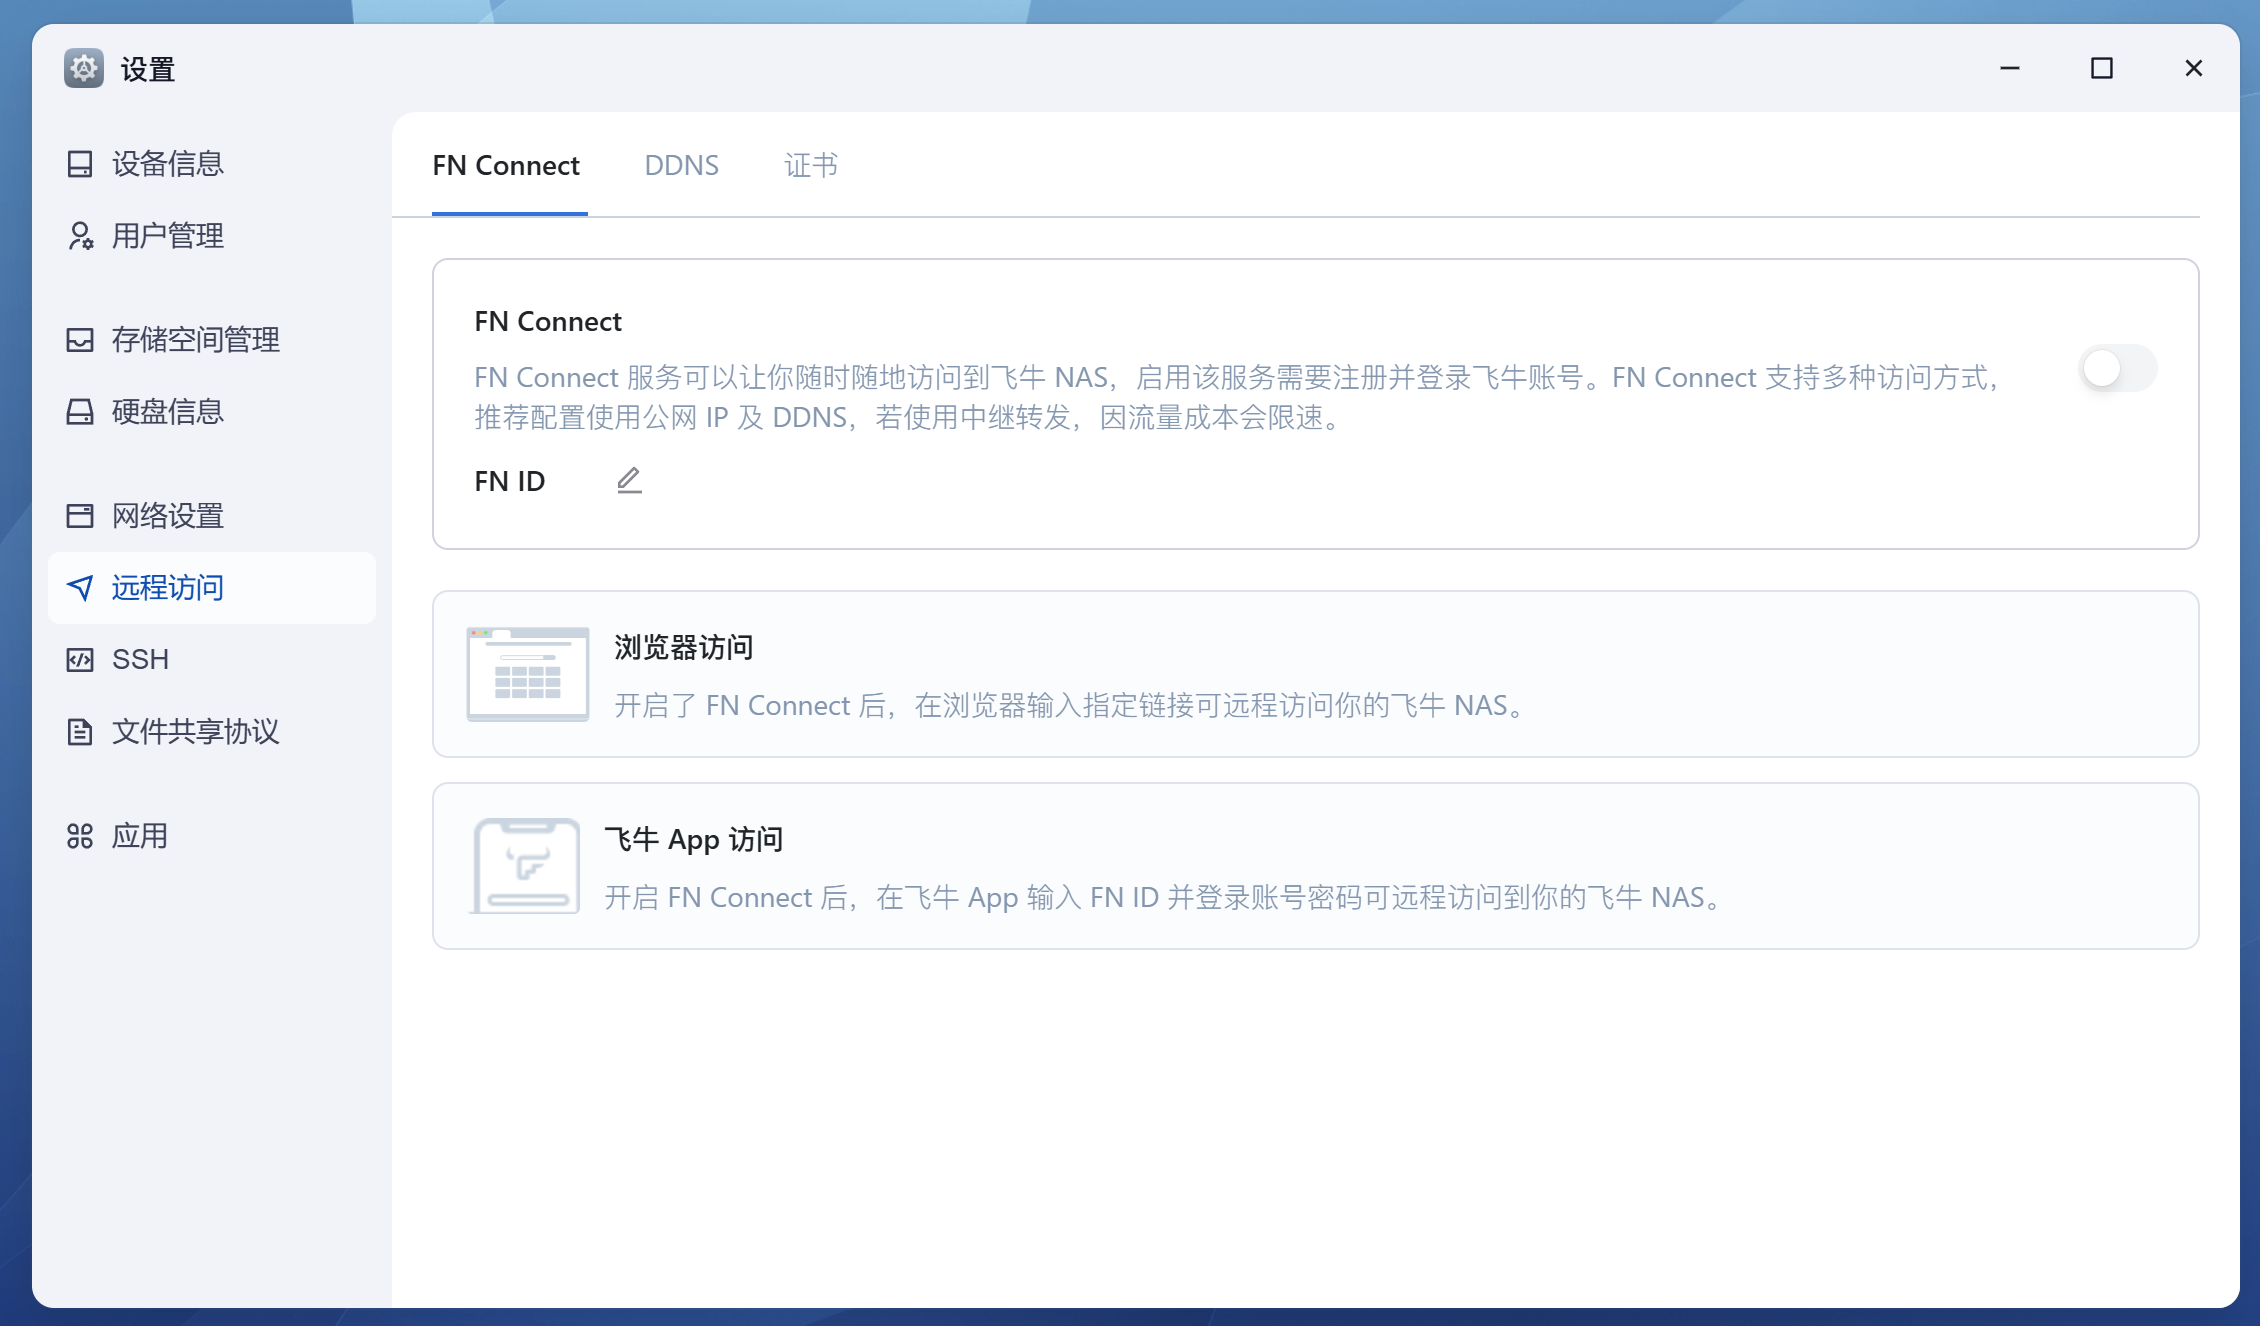 设置
设备信息
用户管理
存储空间管理
硬盘信息
网络设置
远程访问
SSH
文件共享协议
应用
FN Connect
DDNS
证书
FN Connect
FN Connect 服务可以让你随时随地访问到飞牛 NAS，启用该服务需要注册并登录飞牛账号。FN Connect 支持多种访问方式，
推荐配置使用公网 IP 及 DDNS，若使用中继转发，因流量成本会限速。
FN ID
浏览器访问
开启了 FN Connect 后，在浏览器输入指定链接可远程访问你的飞牛 NAS。
飞牛 App 访问
开启 FN Connect 后，在飞牛 App 输入 FN ID 并登录账号密码可远程访问到你的飞牛 NAS。